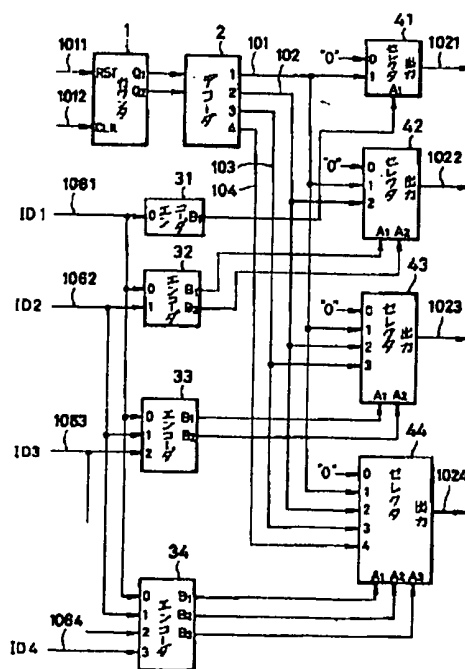 1011
1012
1
RST
カウンタ
CLK
Q1
Q2
2
デコーダ
1
2
3
4
101
102
103
104
41
"0"
0
1
セレクタ
出力
A1
1021
42
"0"
0
1
2
セレクタ
出力
A1 A2
1022
43
"0"
0
1
2
3
セレクタ
出力
A1 A2
1023
44
"0"
0
1
2
3
4
セレクタ
出力
A1 A2 A3
1024
ID1
1061
31
0
エンコーダ
B1
ID2
1062
32
0
1
エンコーダ
B1
B2
ID3
1063
33
0
1
2
エンコーダ
B1
B2
ID4
1064
34
0
1
2
3
エンコーダ
B1
B2
B3